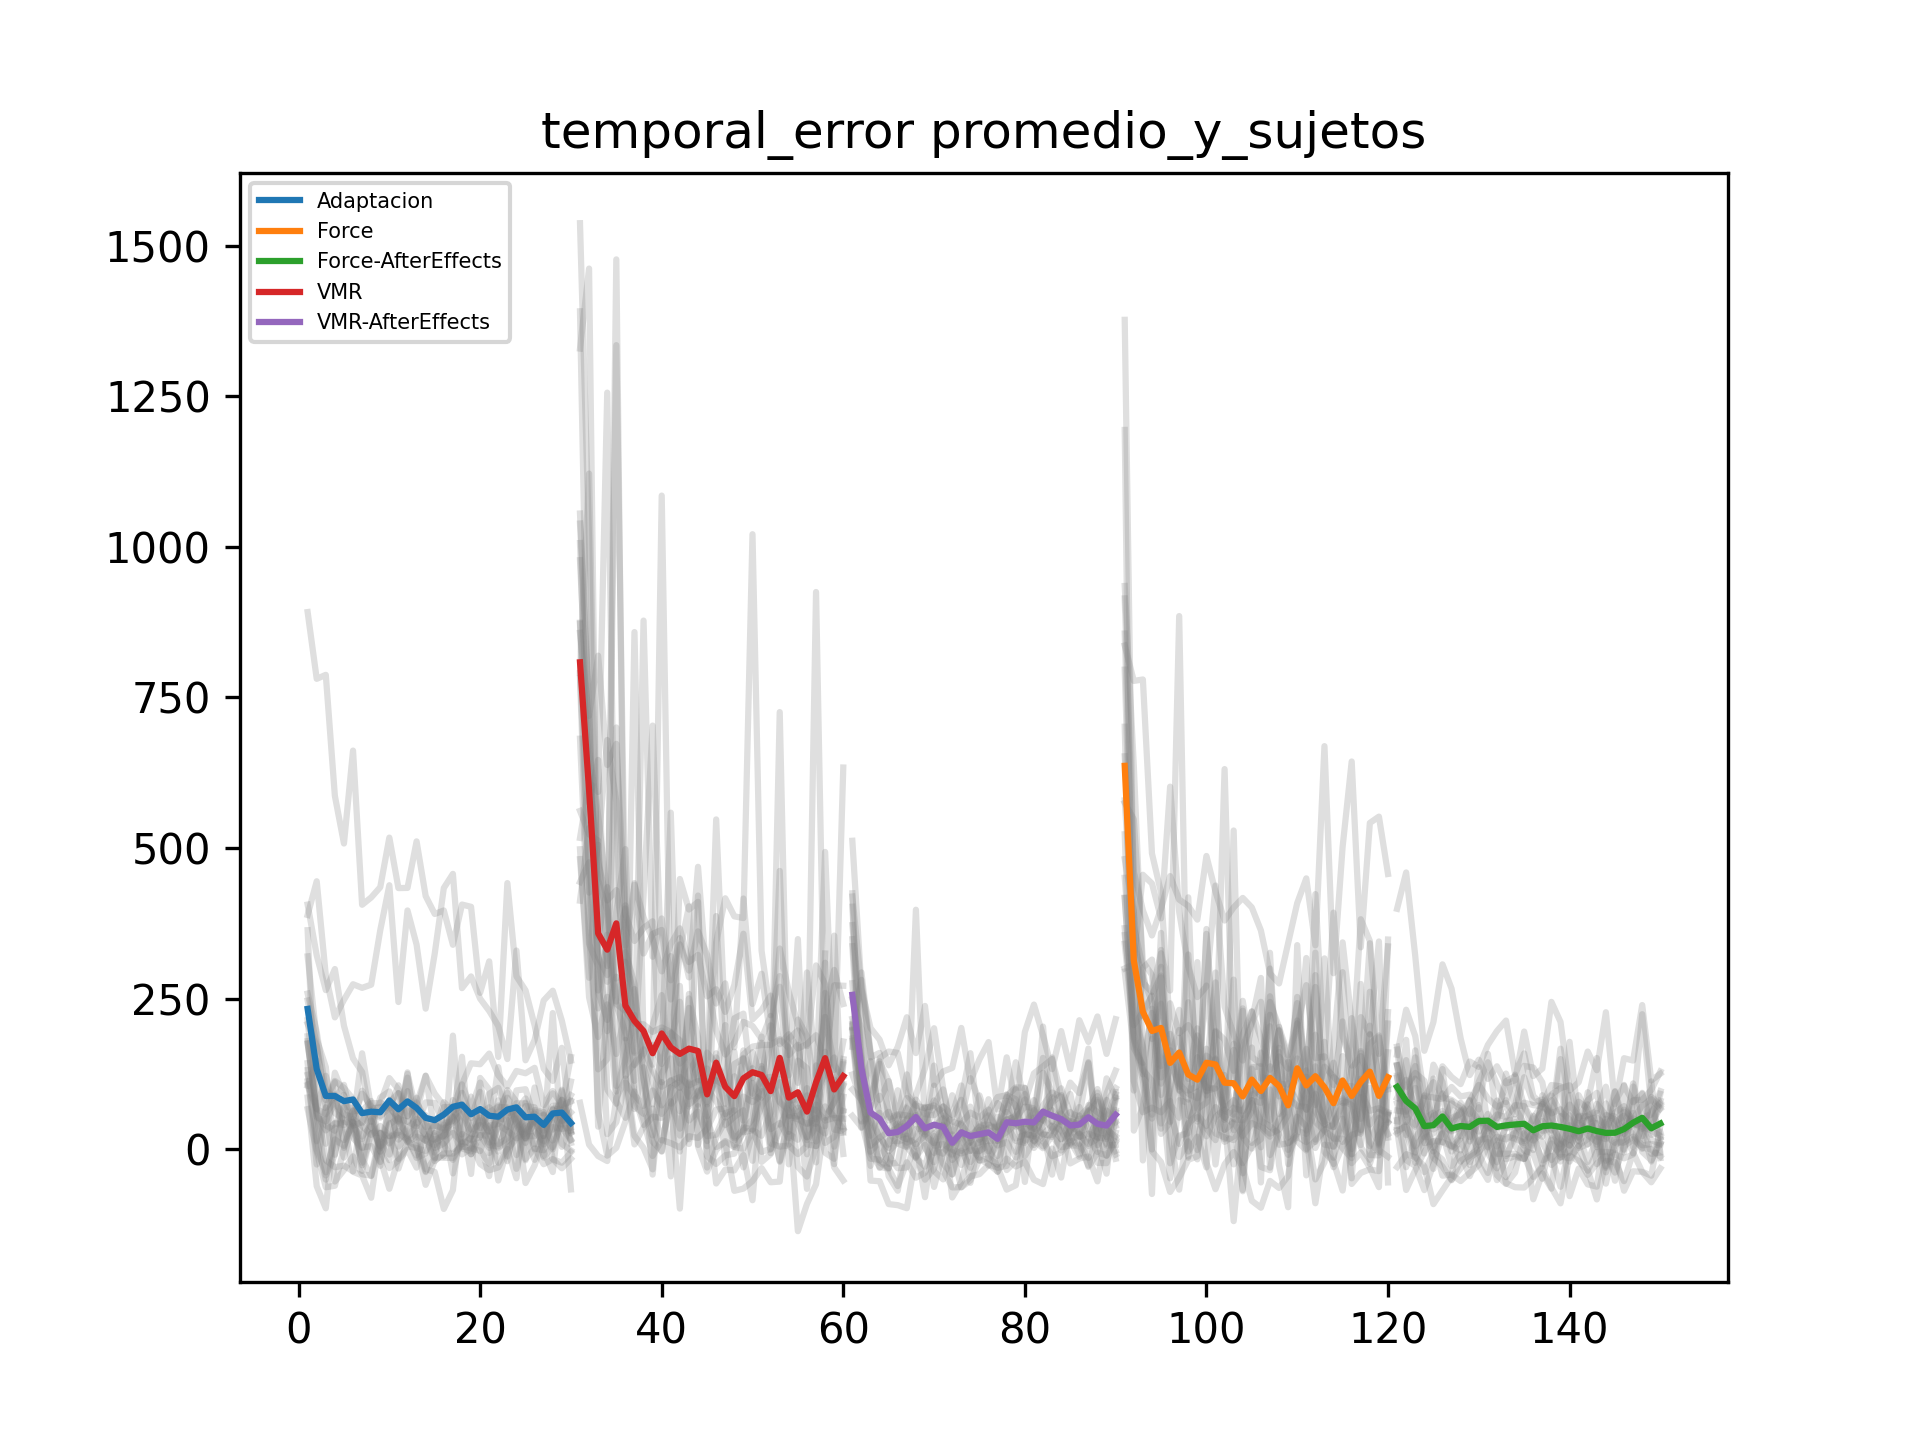 temporal_error promedio_y_sujetos
Adaptacion
Force
Force-AfterEffects
VMR
VMR-AfterEffects
1500
1250
1000
750
500
250
0
0 20 40 60 80 100 120 140